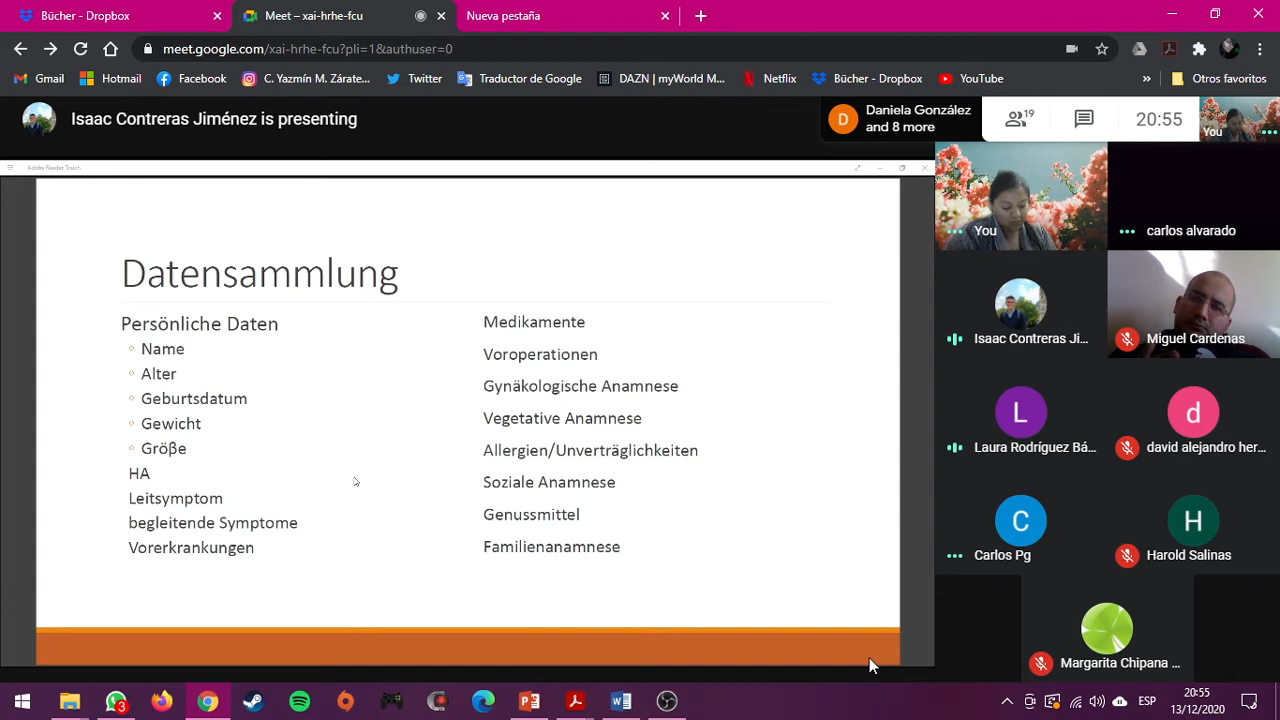 Bücher - Dropbox
Meet – xai-hrhe-fcu
Nueva pestaña
meet.google.com/xai-hrhe-fcu?pli=1&authuser=0
Gmail
Hotmail
Facebook
C. Yazmín M. Zárate...
Twitter
Traductor de Google
DAZN | myWorld M...
Netflix
Bücher - Dropbox
YouTube
»
Otros favoritos
Isaac Contreras Jiménez is presenting
D
Daniela González
and 8 more
19
20:55
You
Adobe Reader Touch
Datensammlung
Persönliche Daten
Name
Alter
Geburtsdatum
Gewicht
Größe
HA
Leitsymptom
begleitende Symptome
Vorerkrankungen
Medikamente
Voroperationen
Gynäkologische Anamnese
Vegetative Anamnese
Allergien/Unverträglichkeiten
Soziale Anamnese
Genussmittel
Familienanamnese
You
carlos alvarado
Isaac Contreras Ji...
Miguel Cardenas
L
Laura Rodríguez Bá...
d
david alejandro her...
C
Carlos Pg
H
Harold Salinas
Margarita Chipana ...
3
ESP
20:55
13/12/2020